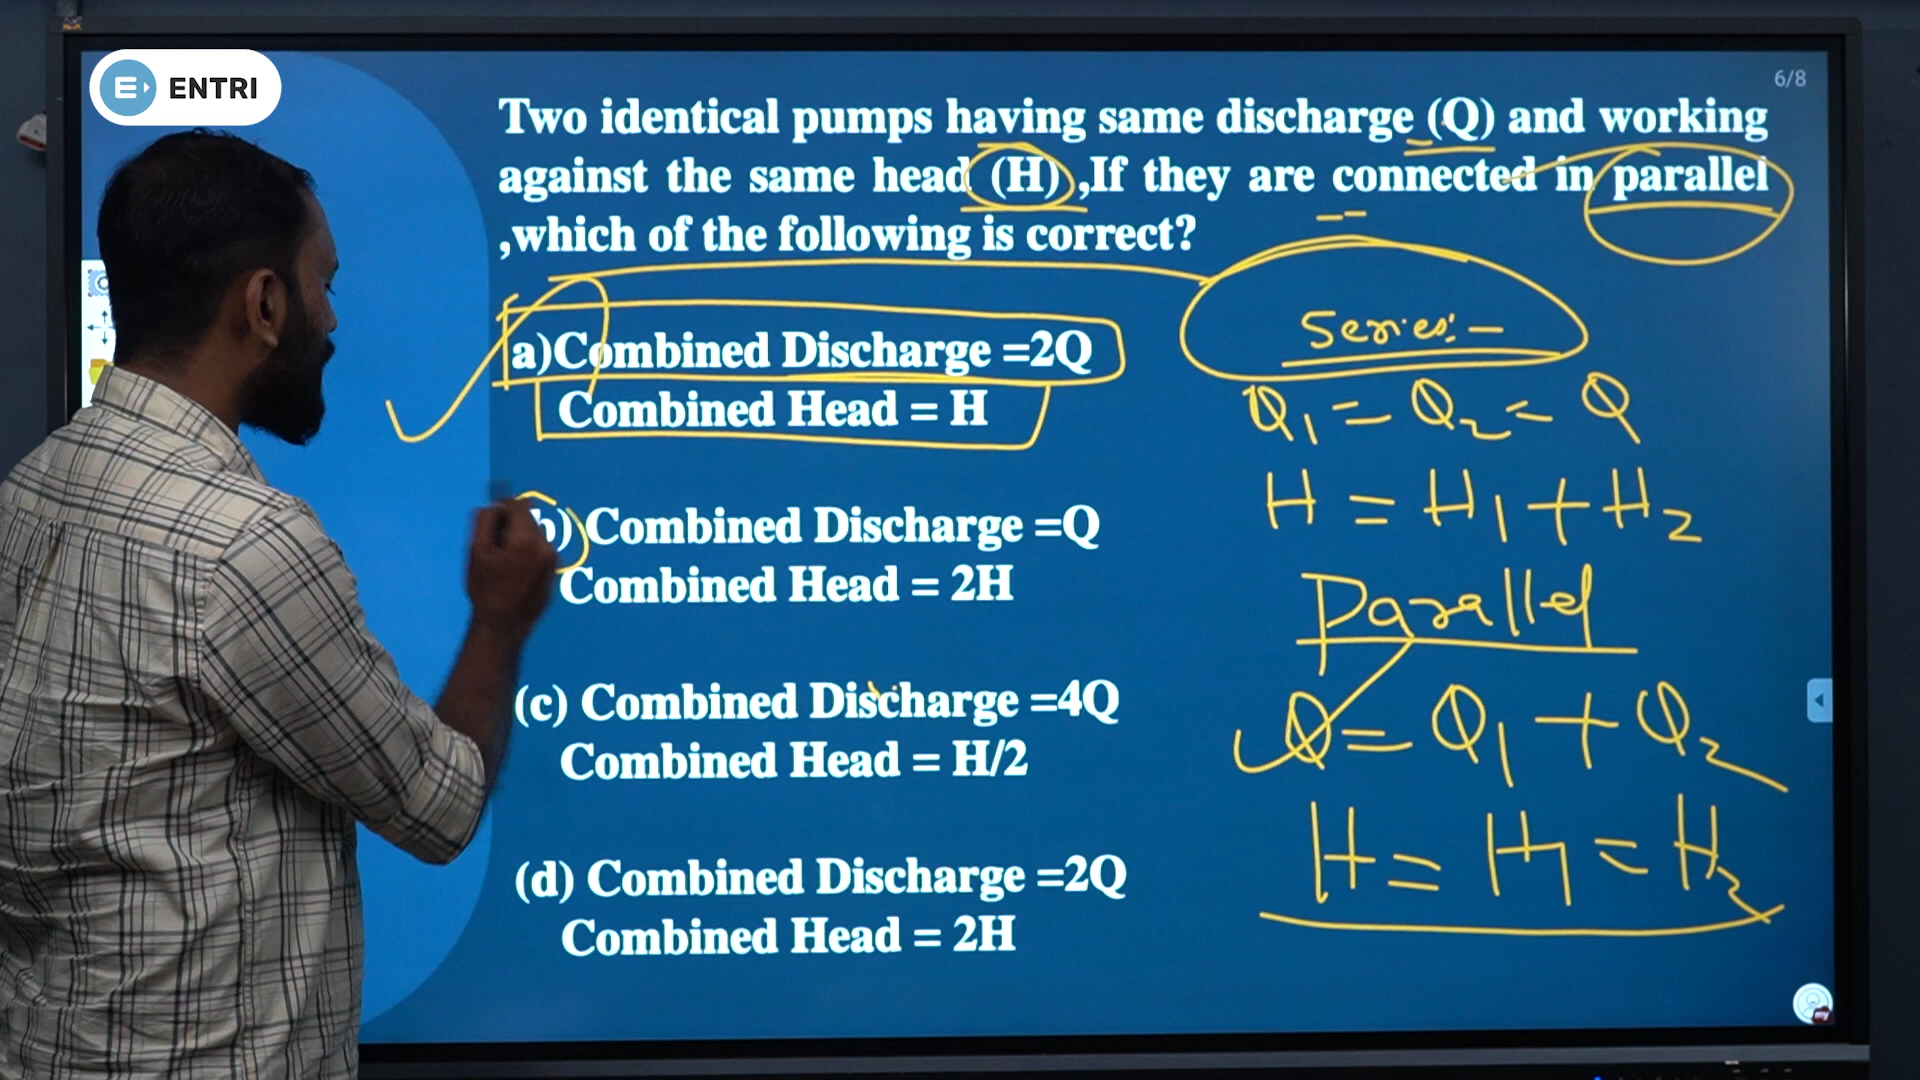 ENTRI
6/8
Two identical pumps having same discharge (Q) and working
against the same head (H) ,If they are connected in parallel
,which of the following is correct?
a)Combined Discharge =2Q
Combined Head = H
b) Combined Discharge =Q
Combined Head = 2H
(c) Combined Discharge =4Q
Combined Head = H/2
(d) Combined Discharge =2Q
Combined Head = 2H
Series:-
Q1 = Q2 = Q
H = H1 + H2
Parallel
Q = Q1 + Q2
H = H1 = H2